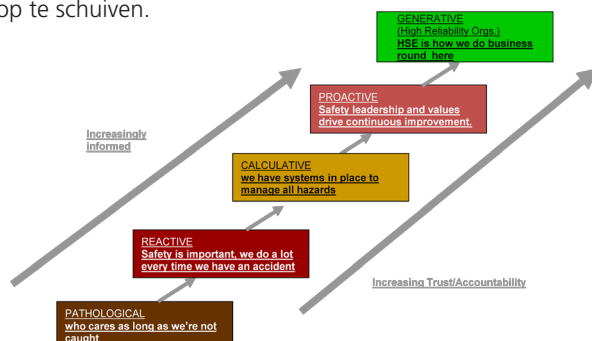 op te schuiven.
GENERATIVE
(High Reliability Orgs.)
HSE is how we do business
round here
PROACTIVE
Safety leadership and values
drive continuous improvement.
Increasingly
informed
CALCULATIVE
we have systems in place to
manage all hazards
REACTIVE
Safety is important, we do a lot
every time we have an accident
Increasing Trust/Accountability
PATHOLOGICAL
who cares as long as we're not
caught